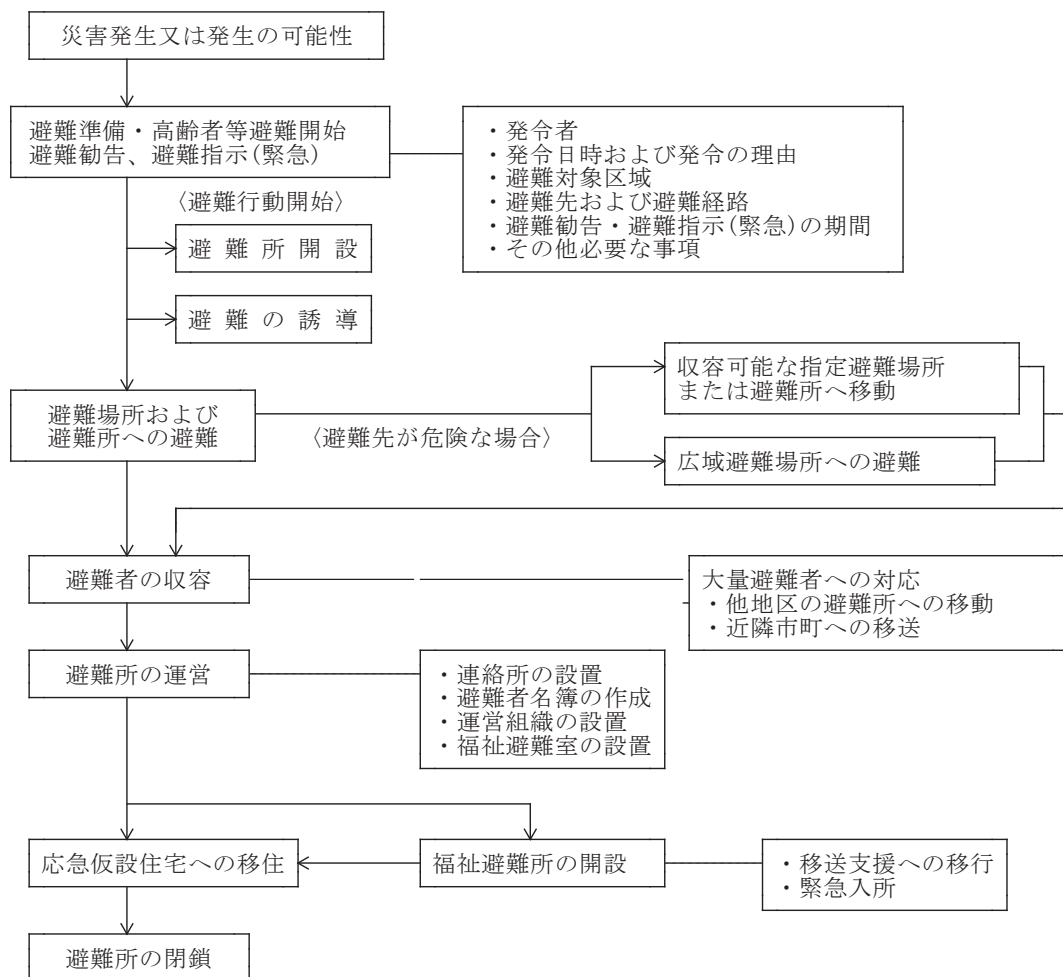 災害発生又は発生の可能性
避難準備・高齢者等避難開始
避難勧告、避難指示(緊急)
・発令者
・発令日時および発令の理由
・避難対象区域
・避難先および避難経路
・避難勧告・避難指示(緊急)の期間
・その他必要な事項
〈避難行動開始〉
避難所開設
避難の誘導
収容可能な指定避難場所
または避難所へ移動
避難場所および
避難所への避難
〈避難先が危険な場合〉
広域避難場所への避難
避難者の収容
大量避難者への対応
・他地区の避難所への移動
・近隣市町への移送
避難所の運営
・連絡所の設置
・避難者名簿の作成
・運営組織の設置
・福祉避難室の設置
応急仮設住宅への移住
福祉避難所の開設
・移送支援への移行
・緊急入所
避難所の閉鎖